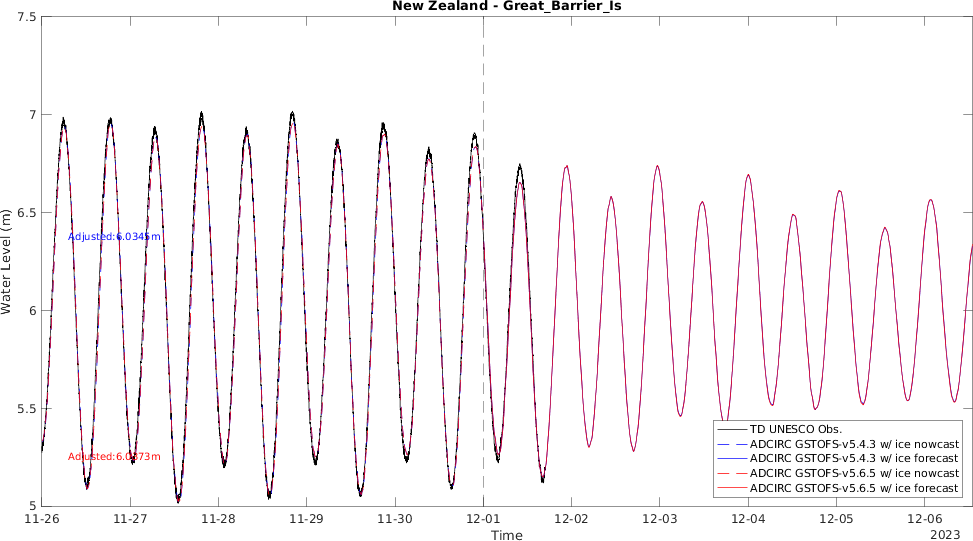 New Zealand - Great_Barrier_Is
7.5
7
6.5
6
5.5
5
Water Level (m)
Adjusted:6.0345m
Adjusted:6.0373m
TD UNESCO Obs.
ADCIRC GSTOFS-v5.4.3 w/ ice nowcast
ADCIRC GSTOFS-v5.4.3 w/ ice forecast
ADCIRC GSTOFS-v5.6.5 w/ ice nowcast
ADCIRC GSTOFS-v5.6.5 w/ ice forecast
11-26 11-27 11-28 11-29 11-30 12-01 12-02 12-03 12-04 12-05 12-06
Time
2023